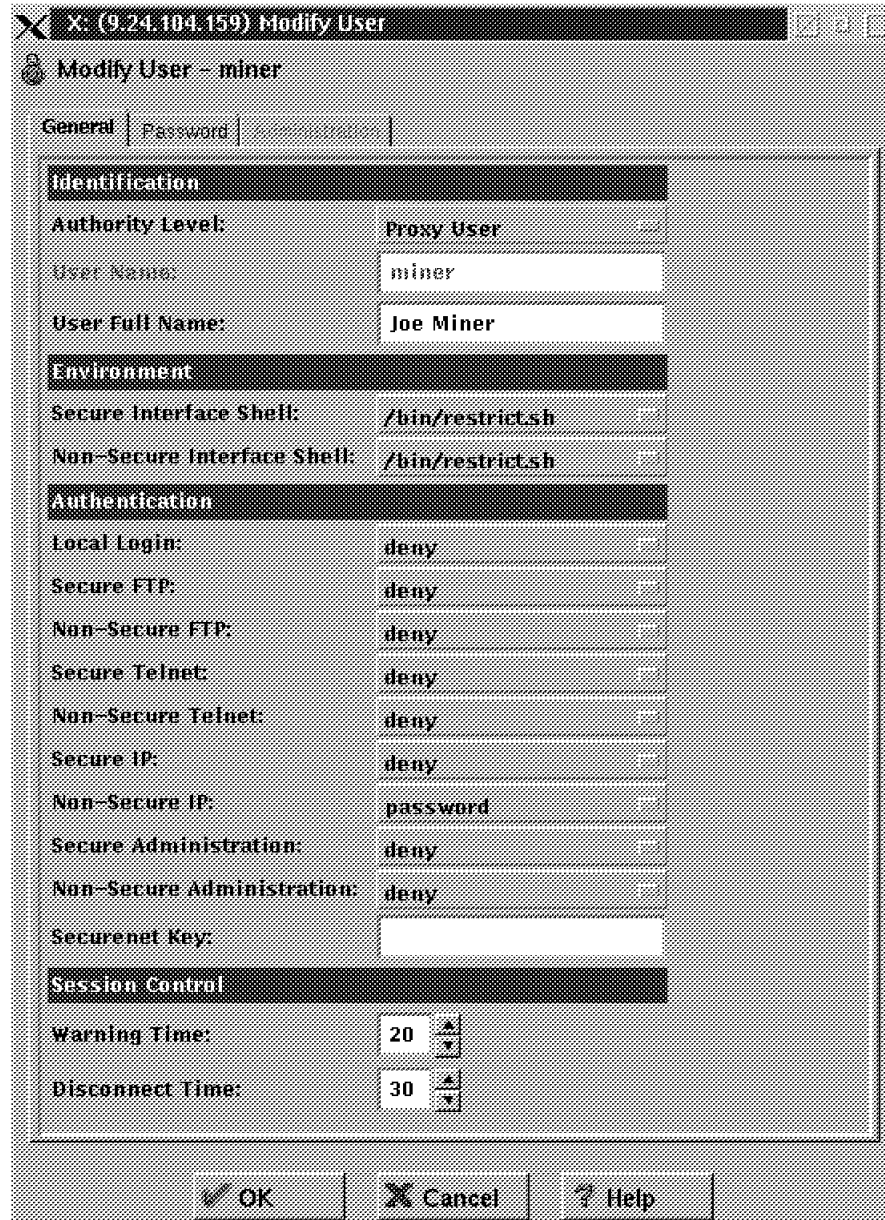 X: (9.24.104.159) Modify User
Modify User - miner
General Password Administration
Identification
Authority Level: Proxy User
User Name: miner
User Full Name: Joe Miner
Environment
Secure Interface Shell: /bin/restrict.sh
Non-Secure Interface Shell: /bin/restrict.sh
Authentication
Local Login: deny
Secure FTP: deny
Non-Secure FTP: deny
Secure Telnet: deny
Non-Secure Telnet: deny
Secure IP: deny
Non-Secure IP: password
Secure Administration: deny
Non-Secure Administration: deny
Securenet Key:
Session Control
Warning Time: 20
Disconnect Time: 30
OK Cancel ? Help